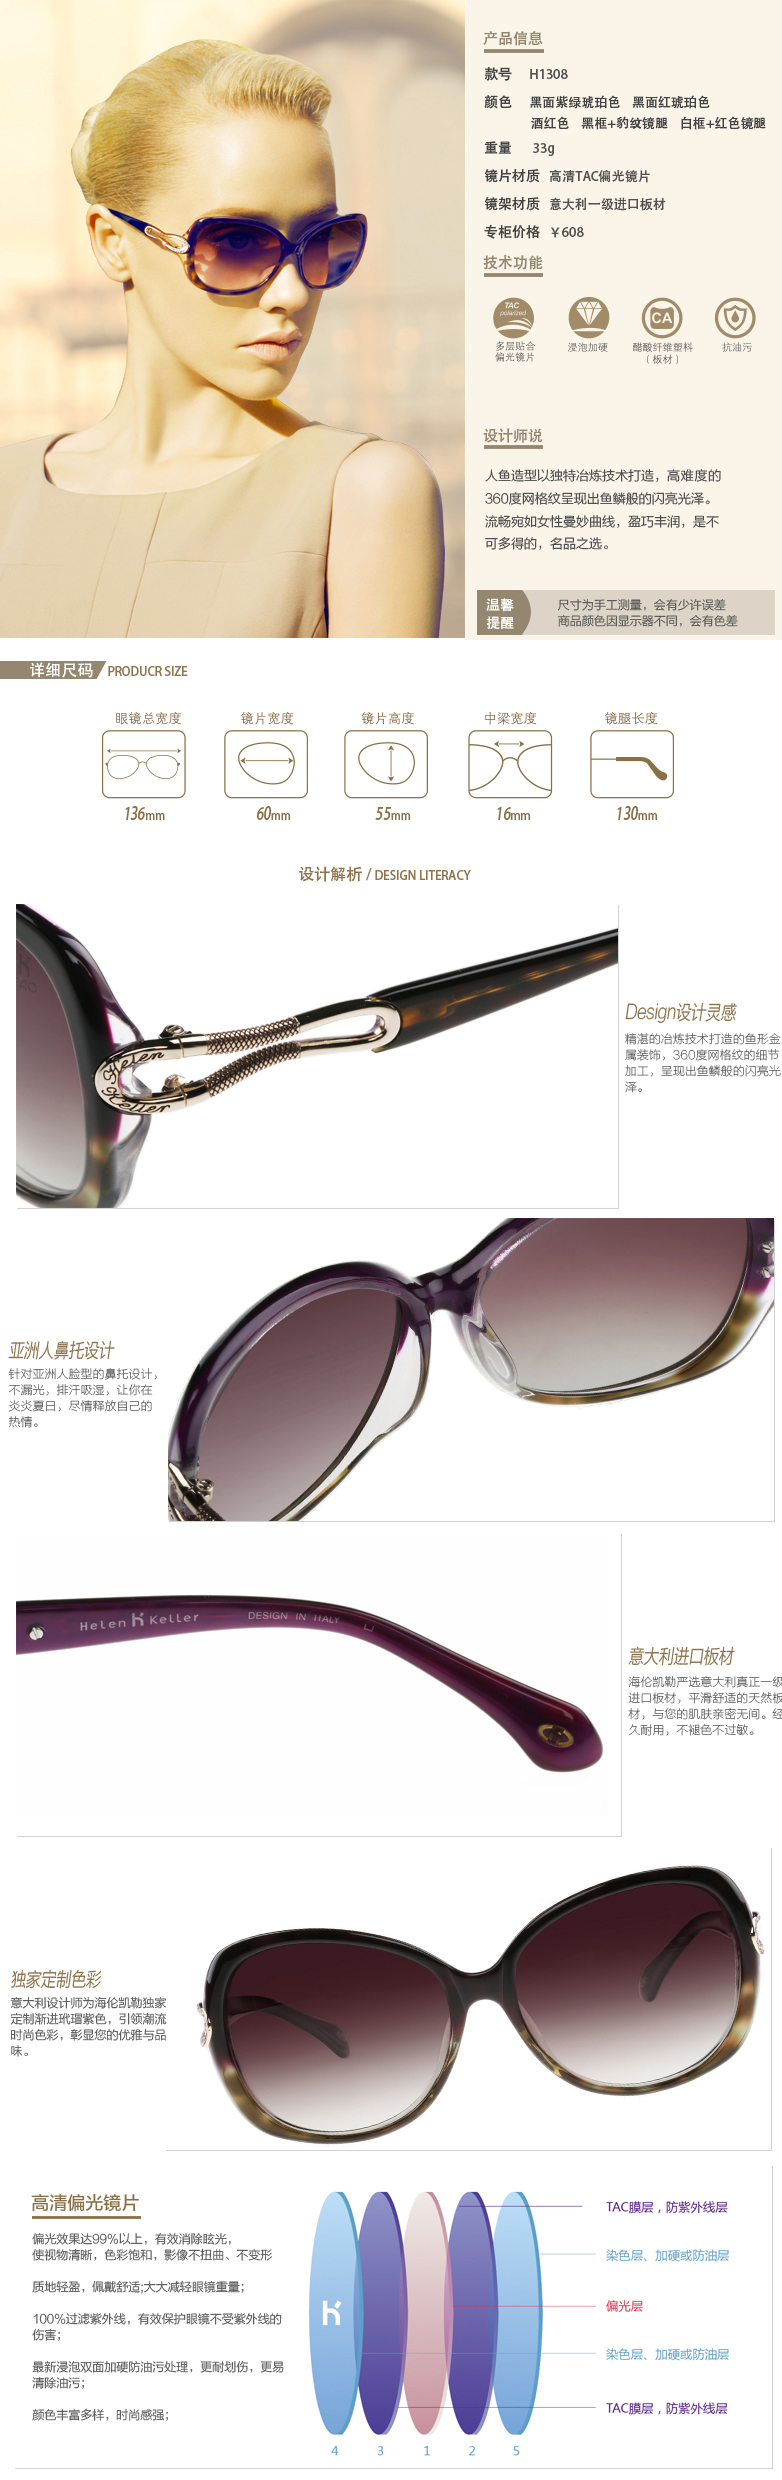 产品信息
款号 H1308
颜色 黑面紫绿琥珀色 黑面红琥珀色
酒红色 黑框+豹纹镜腿 白框+红色镜腿
重量 33g
镜片材质 高清TAC偏光镜片
镜架材质 意大利一级进口板材
专柜价格 ￥608
技术功能
TAC
polarized
CA
多层贴合
偏光镜片
浸泡加硬
醋酸纤维塑料
（板材）
抗油污
设计师说
人鱼造型以独特冶炼技术打造，高难度的
360度网格纹呈现出鱼鳞般的闪亮光泽。
流畅宛如女性曼妙曲线，盈巧丰润，是不
可多得的，名品之选。
温馨
提醒
尺寸为手工测量，会有少许误差
商品颜色因显示器不同，会有色差
详细尺码 PRODUCR SIZE
眼镜总宽度 镜片宽度 镜片高度 中梁宽度 镜腿长度
136mm 60mm 55mm 16mm 130mm
设计解析 / DESIGN LITERACY
Helen
Keller
Design设计灵感
精湛的冶炼技术打造的鱼形金
属装饰，360度网格纹的细节
加工，呈现出鱼鳞般的闪亮光
泽。
亚洲人鼻托设计
针对亚洲人脸型的鼻托设计，
不漏光，排汗吸湿，让你在
炎炎夏日，尽情释放自己的
热情。
Helen Keller DESIGN IN ITALY
意大利进口板材
海伦凯勒严选意大利真正一级
进口板材，平滑舒适的天然板
材，与您的肌肤亲密无间。经
久耐用，不褪色不过敏。
独家定制色彩
意大利设计师为海伦凯勒独家
定制渐进玳瑁紫色，引领潮流
时尚色彩，彰显您的优雅与品
味。
高清偏光镜片
偏光效果达99%以上，有效消除眩光，
使视物清晰，色彩饱和，影像不扭曲、不变形
质地轻盈，佩戴舒适;大大减轻眼镜重量；
100%过滤紫外线，有效保护眼镜不受紫外线的
伤害；
最新浸泡双面加硬防油污处理，更耐划伤，更易
清除油污；
颜色丰富多样，时尚感强；
TAC膜层，防紫外线层
染色层、加硬或防油层
偏光层
染色层、加硬或防油层
TAC膜层，防紫外线层
4 3 1 2 5